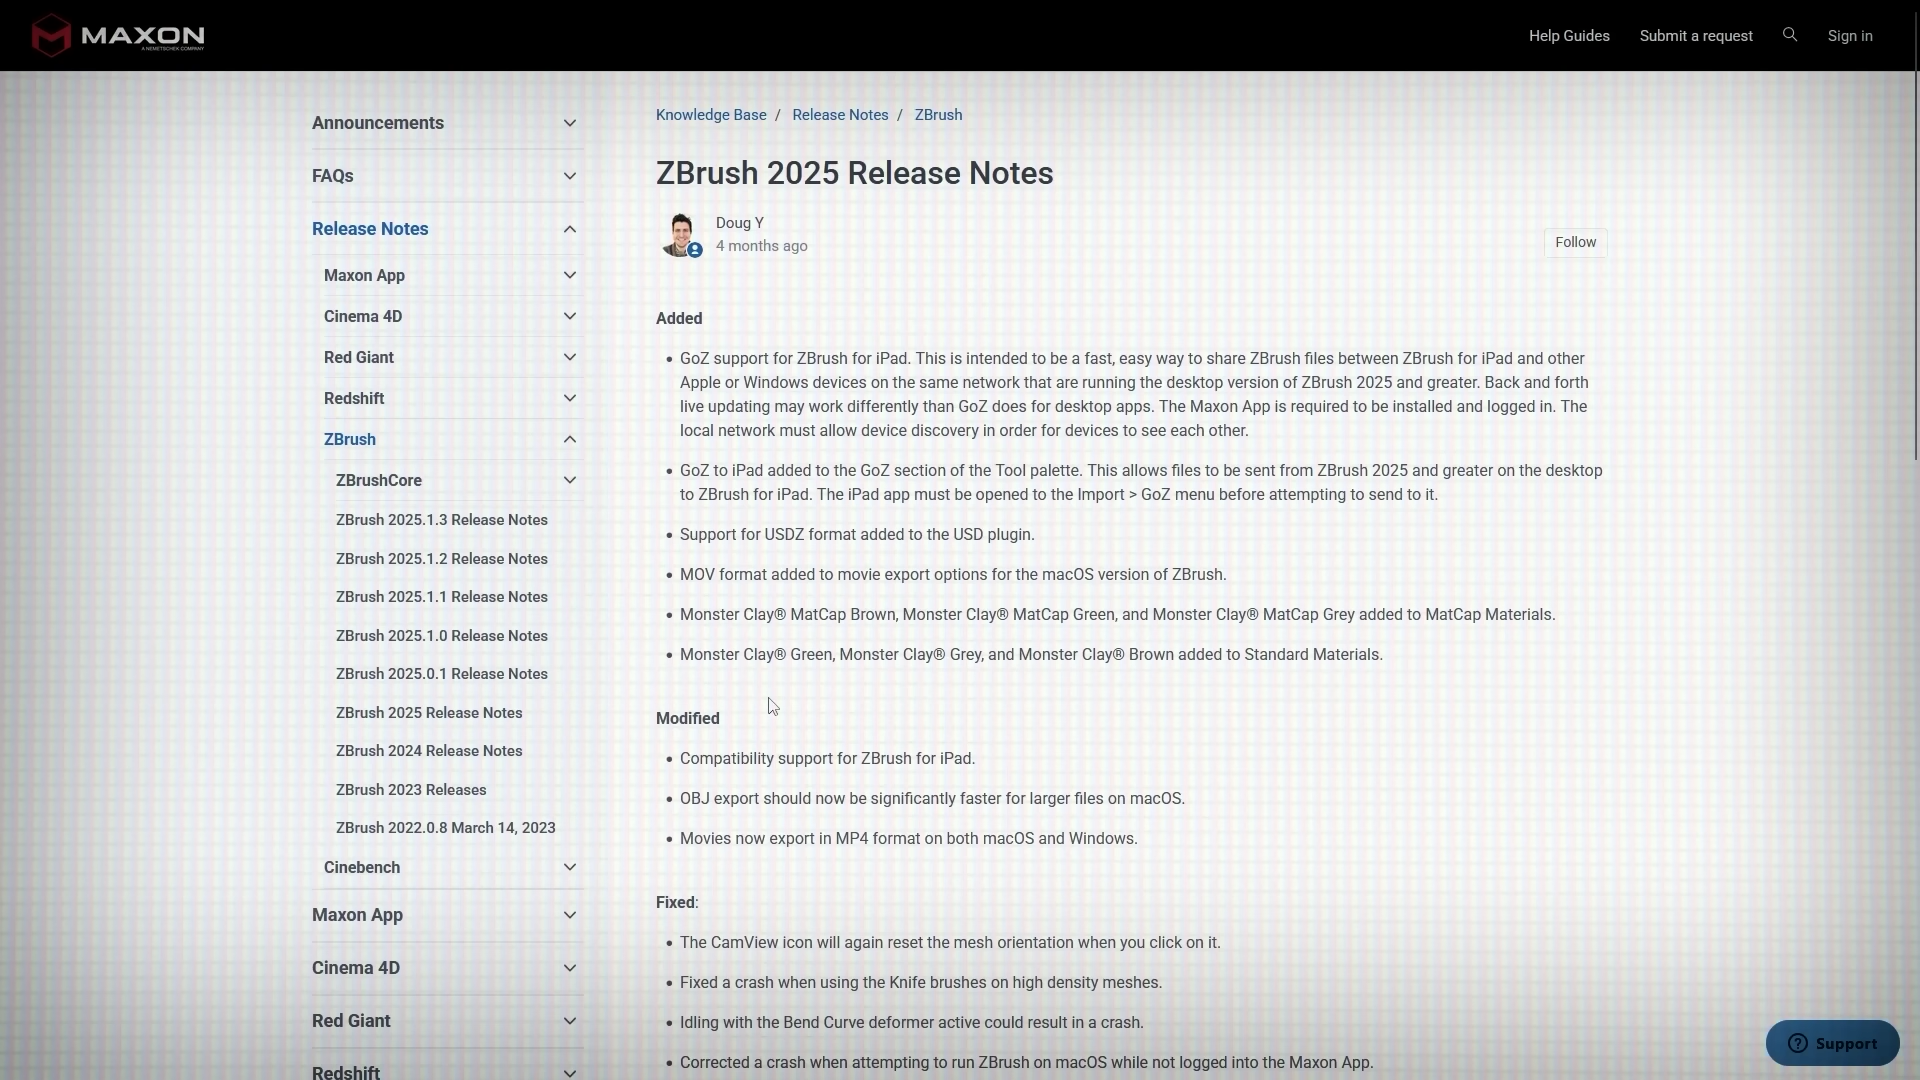 MAXON
A NEMETSCHEK COMPANY
Help Guides
Submit a request
Sign in
Announcements
FAQs
Release Notes
Maxon App
Cinema 4D
Red Giant
Redshift
ZBrush
ZBrushCore
ZBrush 2025.1.3 Release Notes
ZBrush 2025.1.2 Release Notes
ZBrush 2025.1.1 Release Notes
ZBrush 2025.1.0 Release Notes
ZBrush 2025.0.1 Release Notes
ZBrush 2025 Release Notes
ZBrush 2024 Release Notes
ZBrush 2023 Releases
ZBrush 2022.0.8 March 14, 2023
Cinebench
Maxon App
Cinema 4D
Red Giant
Redshift
Knowledge Base / Release Notes / ZBrush
ZBrush 2025 Release Notes
Doug Y
4 months ago
Follow
Added
• GoZ support for ZBrush for iPad. This is intended to be a fast, easy way to share ZBrush files between ZBrush for iPad and other
Apple or Windows devices on the same network that are running the desktop version of ZBrush 2025 and greater. Back and forth
live updating may work differently than GoZ does for desktop apps. The Maxon App is required to be installed and logged in. The
local network must allow device discovery in order for devices to see each other.
• GoZ to iPad added to the GoZ section of the Tool palette. This allows files to be sent from ZBrush 2025 and greater on the desktop
to ZBrush for iPad. The iPad app must be opened to the Import > GoZ menu before attempting to send to it.
• Support for USDZ format added to the USD plugin.
• MOV format added to movie export options for the macOS version of ZBrush.
• Monster Clay® MatCap Brown, Monster Clay® MatCap Green, and Monster Clay® MatCap Grey added to MatCap Materials.
• Monster Clay® Green, Monster Clay® Grey, and Monster Clay® Brown added to Standard Materials.
Modified
• Compatibility support for ZBrush for iPad.
• OBJ export should now be significantly faster for larger files on macOS.
• Movies now export in MP4 format on both macOS and Windows.
Fixed:
• The CamView icon will again reset the mesh orientation when you click on it.
• Fixed a crash when using the Knife brushes on high density meshes.
• Idling with the Bend Curve deformer active could result in a crash.
• Corrected a crash when attempting to run ZBrush on macOS while not logged into the Maxon App.
Support